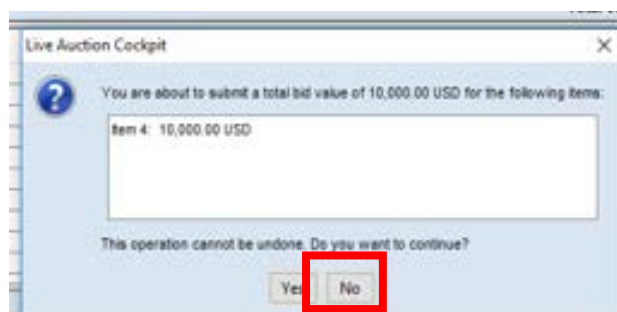 Live Auction Cockpit
You are about to submit a total bid value of 10,000.00 USD for the following items:
Item 4: 10,000.00 USD
This operation cannot be undone. Do you want to continue?
Yes No